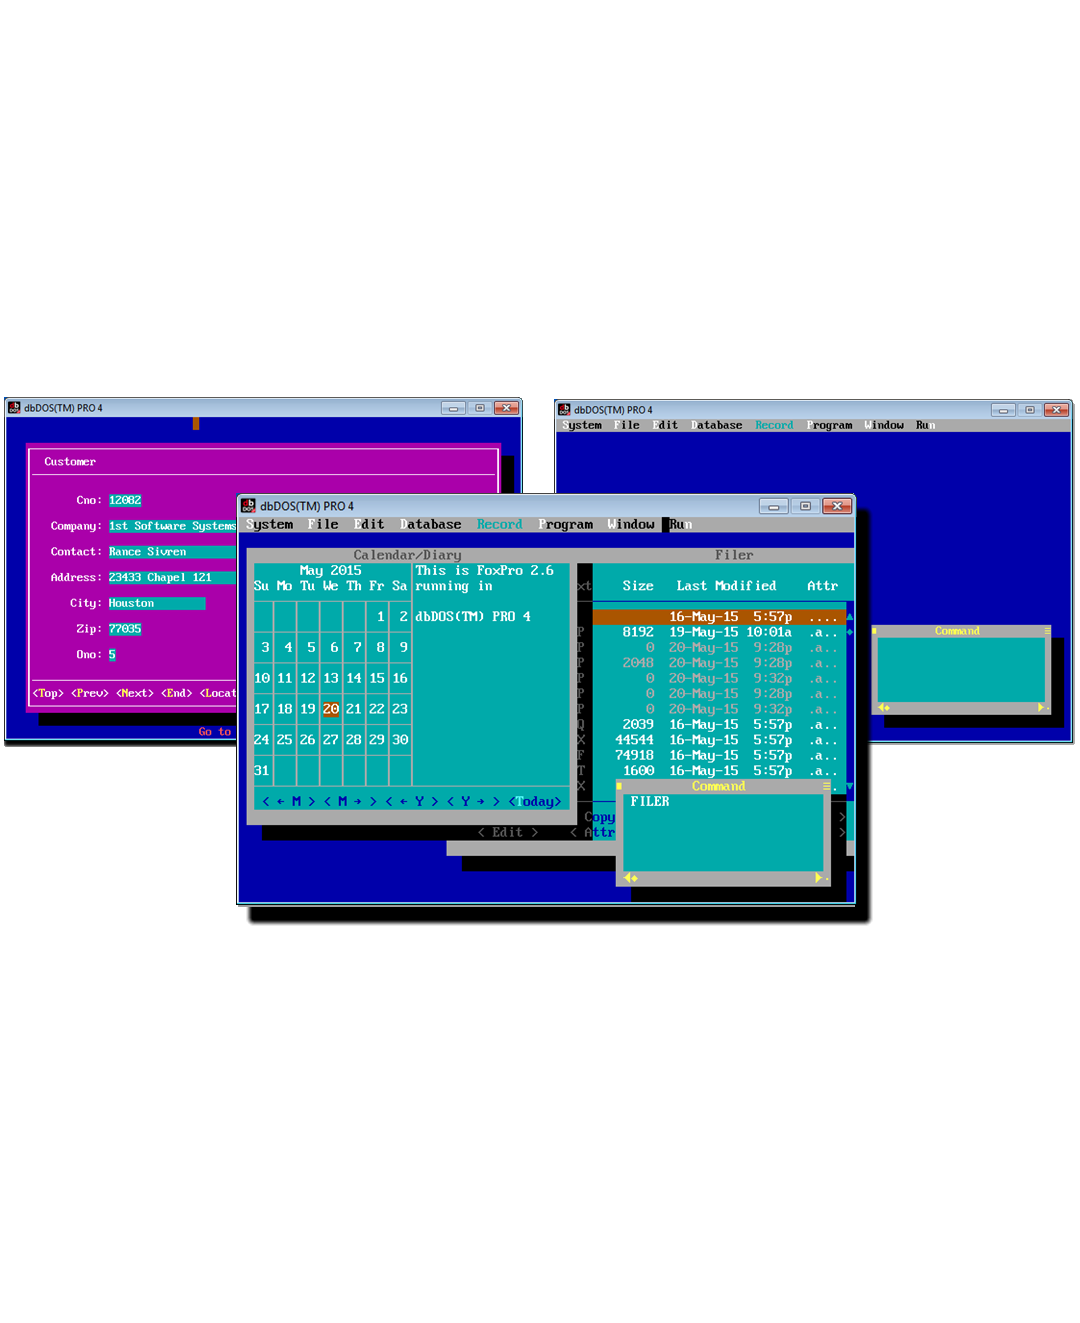 dbDOS(TM) PRO 4
Customer
Cno: 12082
Company: 1st Software Systems
Contact: Rance Sivren
Address: 23433 Chapel 121
City: Houston
Zip: 77035
Ono: 5
<Top> <Prev> <Next> <End> <Locat
Go to
dbDOS(TM) PRO 4
System File Edit Database Record Program Window Run
Command
dbDOS(TM) PRO 4
System File Edit Database Record Program Window Run
Calendar/Diary
May 2015
Su Mo Tu We Th Fr Sa
1 2
3 4 5 6 7 8 9
10 11 12 13 14 15 16
17 18 19 20 21 22 23
24 25 26 27 28 29 30
31
< ← M > < M → > < ← Y > < Y → > <Today>
This is FoxPro 2.6
running in
dbDOS(TM) PRO 4
Filer
xt Size Last Modified Attr
16-May-15 5:57p ....
P 8192 19-May-15 10:01a .a..
P 0 20-May-15 9:28p .a..
P 2048 20-May-15 9:28p .a..
P 0 20-May-15 9:32p .a..
P 0 20-May-15 9:28p .a..
P 0 20-May-15 9:32p .a..
Q 2039 16-May-15 5:57p .a..
X 44544 16-May-15 5:57p .a..
F 74918 16-May-15 5:57p .a..
T 1600 16-May-15 5:57p .a..
X
Copy
< Edit > < Attr
Command
FILER